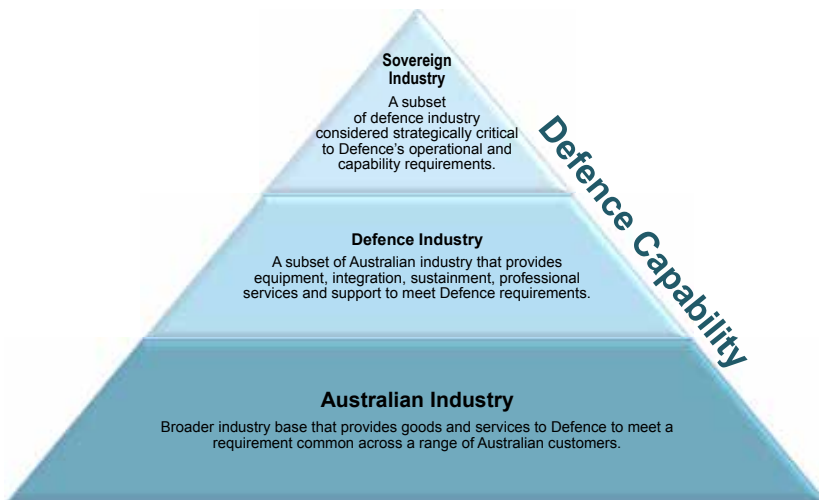 Sovereign
Industry
A subset
of defence industry
considered strategically critical
to Defence's operational and
capability requirements.
Defence Capability
Defence Industry
A subset of Australian industry that provides
equipment, integration, sustainment, professional
services and support to meet Defence requirements.
Australian Industry
Broader industry base that provides goods and services to Defence to meet a
requirement common across a range of Australian customers.